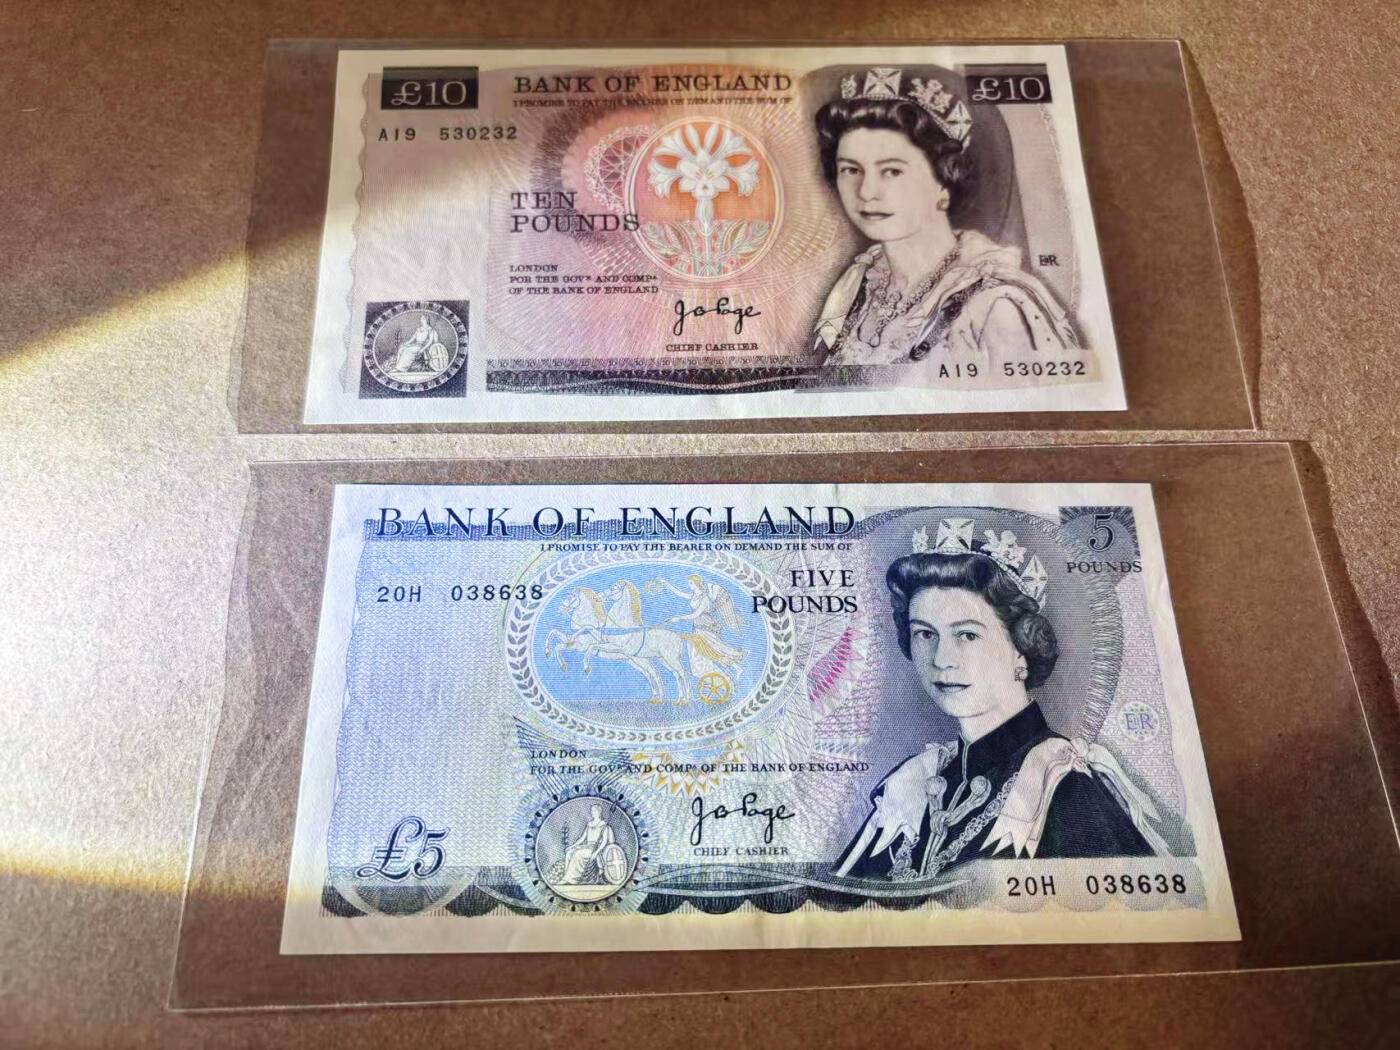 £10 BANK OF ENGLAND £10
I PROMISE TO PAY THE BEARER ON DEMAND THE SUM OF
A19 530232
TEN
POUNDS
LONDON
FOR THE GOVR AND COMPA
OF THE BANK OF ENGLAND
EIIR
J B Page
CHIEF CASHIER
A19 530232
BANK OF ENGLAND
I PROMISE TO PAY THE BEARER ON DEMAND THE SUM OF
5
POUNDS
FIVE
POUNDS
20H 038638
EIIR
LONDON
FOR THE GOVR AND COMPA OF THE BANK OF ENGLAND
J B Page
£5
CHIEF CASHIER
20H 038638